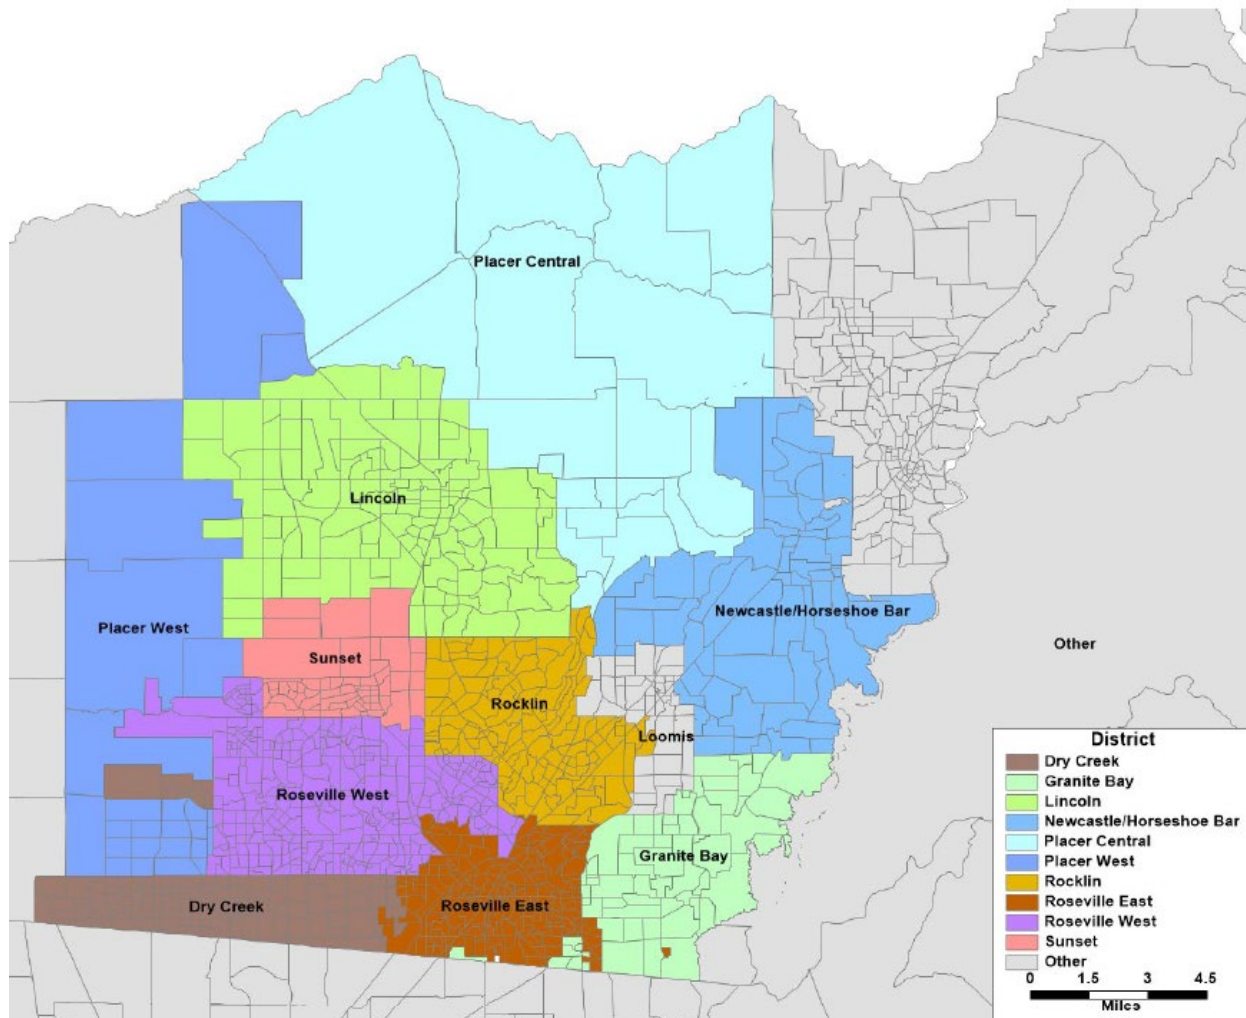 Placer Central
Lincoln
Newcastle/Horseshoe Bar
Placer West
Other
Sunset
Rocklin
Loomis
Roseville West
Granite Bay
Dry Creek
Roseville East
District
Dry Creek
Granite Bay
Lincoln
Newcastle/Horseshoe Bar
Placer Central
Placer West
Rocklin
Roseville East
Roseville West
Sunset
Other
0 1.5 3 4.5
Miles